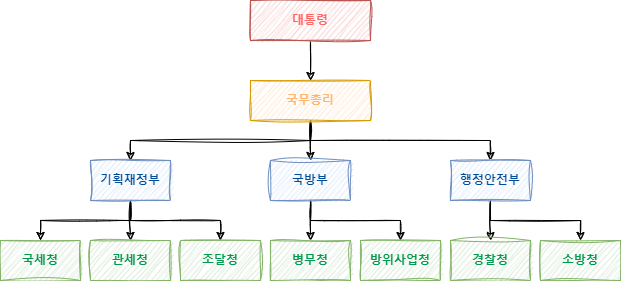 대통령
국무총리
기획재정부
국방부
행정안전부
국세청
관세청
조달청
병무청
방위사업청
경찰청
소방청